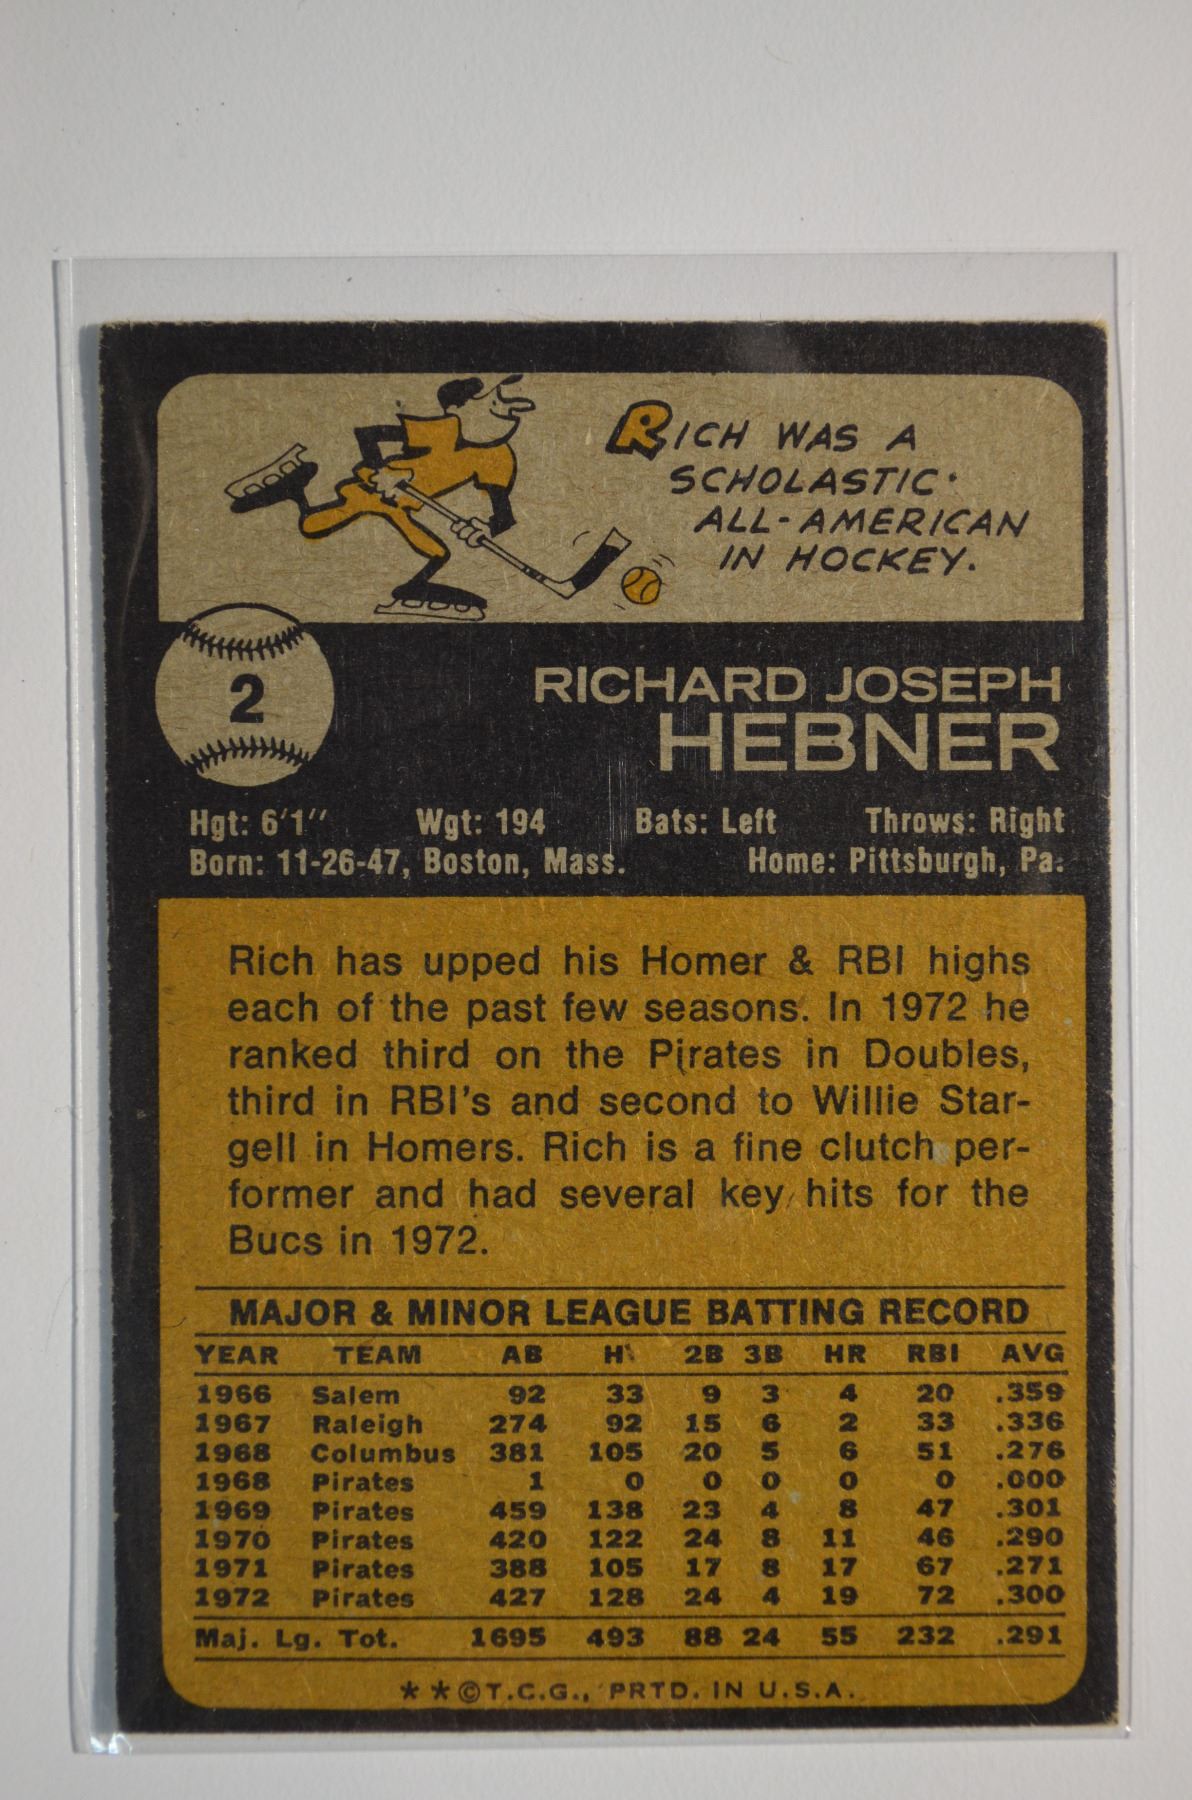 RICH WAS A
SCHOLASTIC
ALL-AMERICAN
IN HOCKEY.
2
RICHARD JOSEPH
HEBNER
Hgt: 6'1" Wgt: 194 Bats: Left Throws: Right
Born: 11-26-47, Boston, Mass. Home: Pittsburgh, Pa.
Rich has upped his Homer & RBI highs
each of the past few seasons. In 1972 he
ranked third on the Pirates in Doubles,
third in RBI's and second to Willie Star-
gell in Homers. Rich is a fine clutch per-
former and had several key hits for the
Bucs in 1972.
MAJOR & MINOR LEAGUE BATTING RECORD
YEAR TEAM AB H 2B 3B HR RBI AVG
1966 Salem 92 33 9 3 4 20 .359
1967 Raleigh 274 92 15 6 2 33 .336
1968 Columbus 381 105 20 5 6 51 .276
1968 Pirates 1 0 0 0 0 0 .000
1969 Pirates 459 138 23 4 8 47 .301
1970 Pirates 420 122 24 8 11 46 .290
1971 Pirates 388 105 17 8 17 67 .271
1972 Pirates 427 128 24 4 19 72 .300
Maj. Lg. Tot. 1695 493 88 24 55 232 .291
**©T.C.G., PRTD. IN U.S.A.